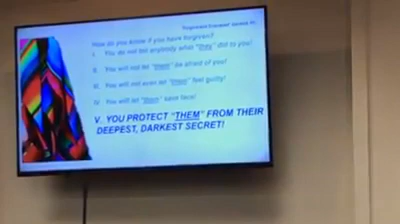 How do you know if you have forgiven?
I. You do not tell anybody what "they" did to you!
II. You will not let "them" be afraid of you!
III. You will not even let "them" feel guilty!
IV. You will let "them" save face!
V. YOU PROTECT "THEM" FROM THEIR
DEEPEST, DARKEST SECRET!